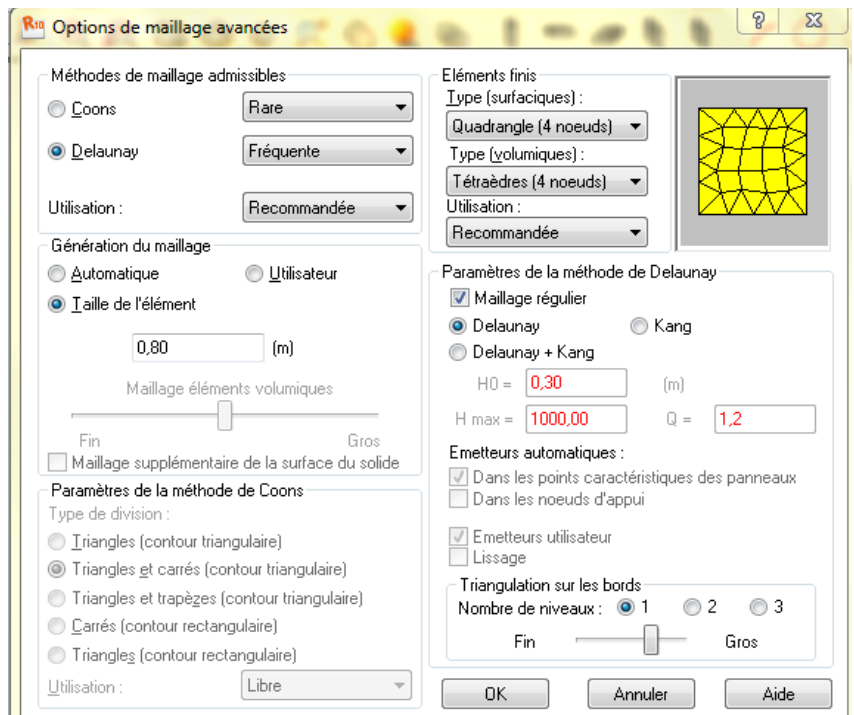 R10 Options de maillage avancées
Méthodes de maillage admissibles
Coons Rare
Delaunay Fréquente
Utilisation : Recommandée
Génération du maillage
Automatique Utilisateur
Taille de l'élément
0,80 (m)
Maillage éléments volumiques
Fin Gros
Maillage supplémentaire de la surface du solide
Paramètres de la méthode de Coons
Type de division :
Triangles (contour triangulaire)
Triangles et carrés (contour triangulaire)
Triangles et trapèzes (contour triangulaire)
Carrés (contour rectangulaire)
Triangles (contour rectangulaire)
Utilisation : Libre
Eléments finis
Type (surfaciques) :
Quadrangle (4 noeuds)
Type (volumiques) :
Tétraèdres (4 noeuds)
Utilisation :
Recommandée
Paramètres de la méthode de Delaunay
Maillage régulier
Delaunay Kang
Delaunay + Kang
H0 = 0,30 (m)
H max = 1000,00 Q = 1,2
Emetteurs automatiques :
Dans les points caractéristiques des panneaux
Dans les noeuds d'appui
Emetteurs utilisateur
Lissage
Triangulation sur les bords
Nombre de niveaux : 1 2 3
Fin Gros
OK Annuler Aide